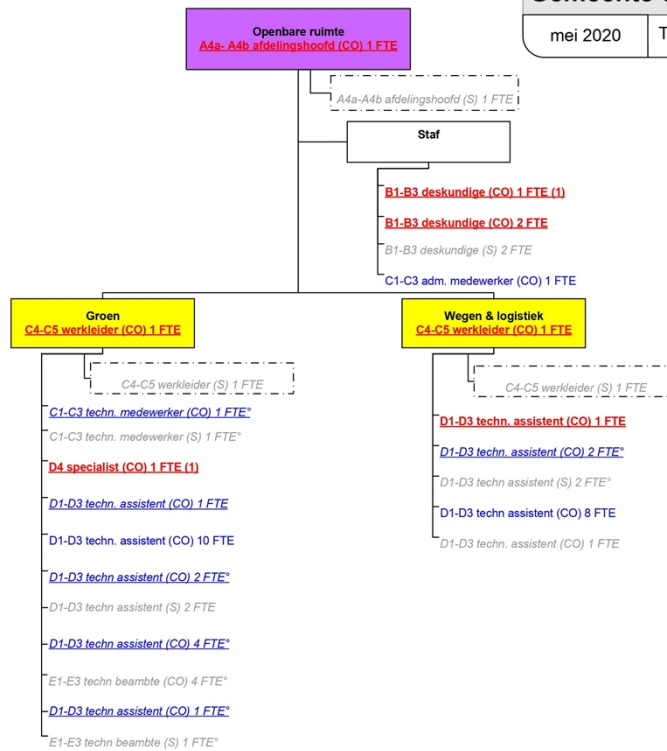 mei 2020
Openbare ruimte
A4a- A4b afdelingshoofd (CO) 1 FTE
A4a-A4b afdelingshoofd (S) 1 FTE
Staf
B1-B3 deskundige (CO) 1 FTE (1)
B1-B3 deskundige (CO) 2 FTE
B1-B3 deskundige (S) 2 FTE
C1-C3 adm. medewerker (CO) 1 FTE
Groen
C4-C5 werkleider (CO) 1 FTE
C4-C5 werkleider (S) 1 FTE
C1-C3 techn. medewerker (CO) 1 FTE°
C1-C3 techn. medewerker (S) 1 FTE°
D4 specialist (CO) 1 FTE (1)
D1-D3 techn. assistent (CO) 1 FTE
D1-D3 techn. assistent (CO) 10 FTE
D1-D3 techn assistent (CO) 2 FTE°
D1-D3 techn assistent (S) 2 FTE
D1-D3 techn assistent (CO) 4 FTE°
E1-E3 techn beambte (CO) 4 FTE°
D1-D3 techn assistent (CO) 1 FTE°
E1-E3 techn beambte (S) 1 FTE°
Wegen & logistiek
C4-C5 werkleider (CO) 1 FTE
C4-C5 werkleider (S) 1 FTE
D1-D3 techn. assistent (CO) 1 FTE
D1-D3 techn. assistent (CO) 2 FTE°
D1-D3 techn assistent (S) 2 FTE°
D1-D3 techn assistent (CO) 8 FTE
D1-D3 techn. assistent (CO) 1 FTE